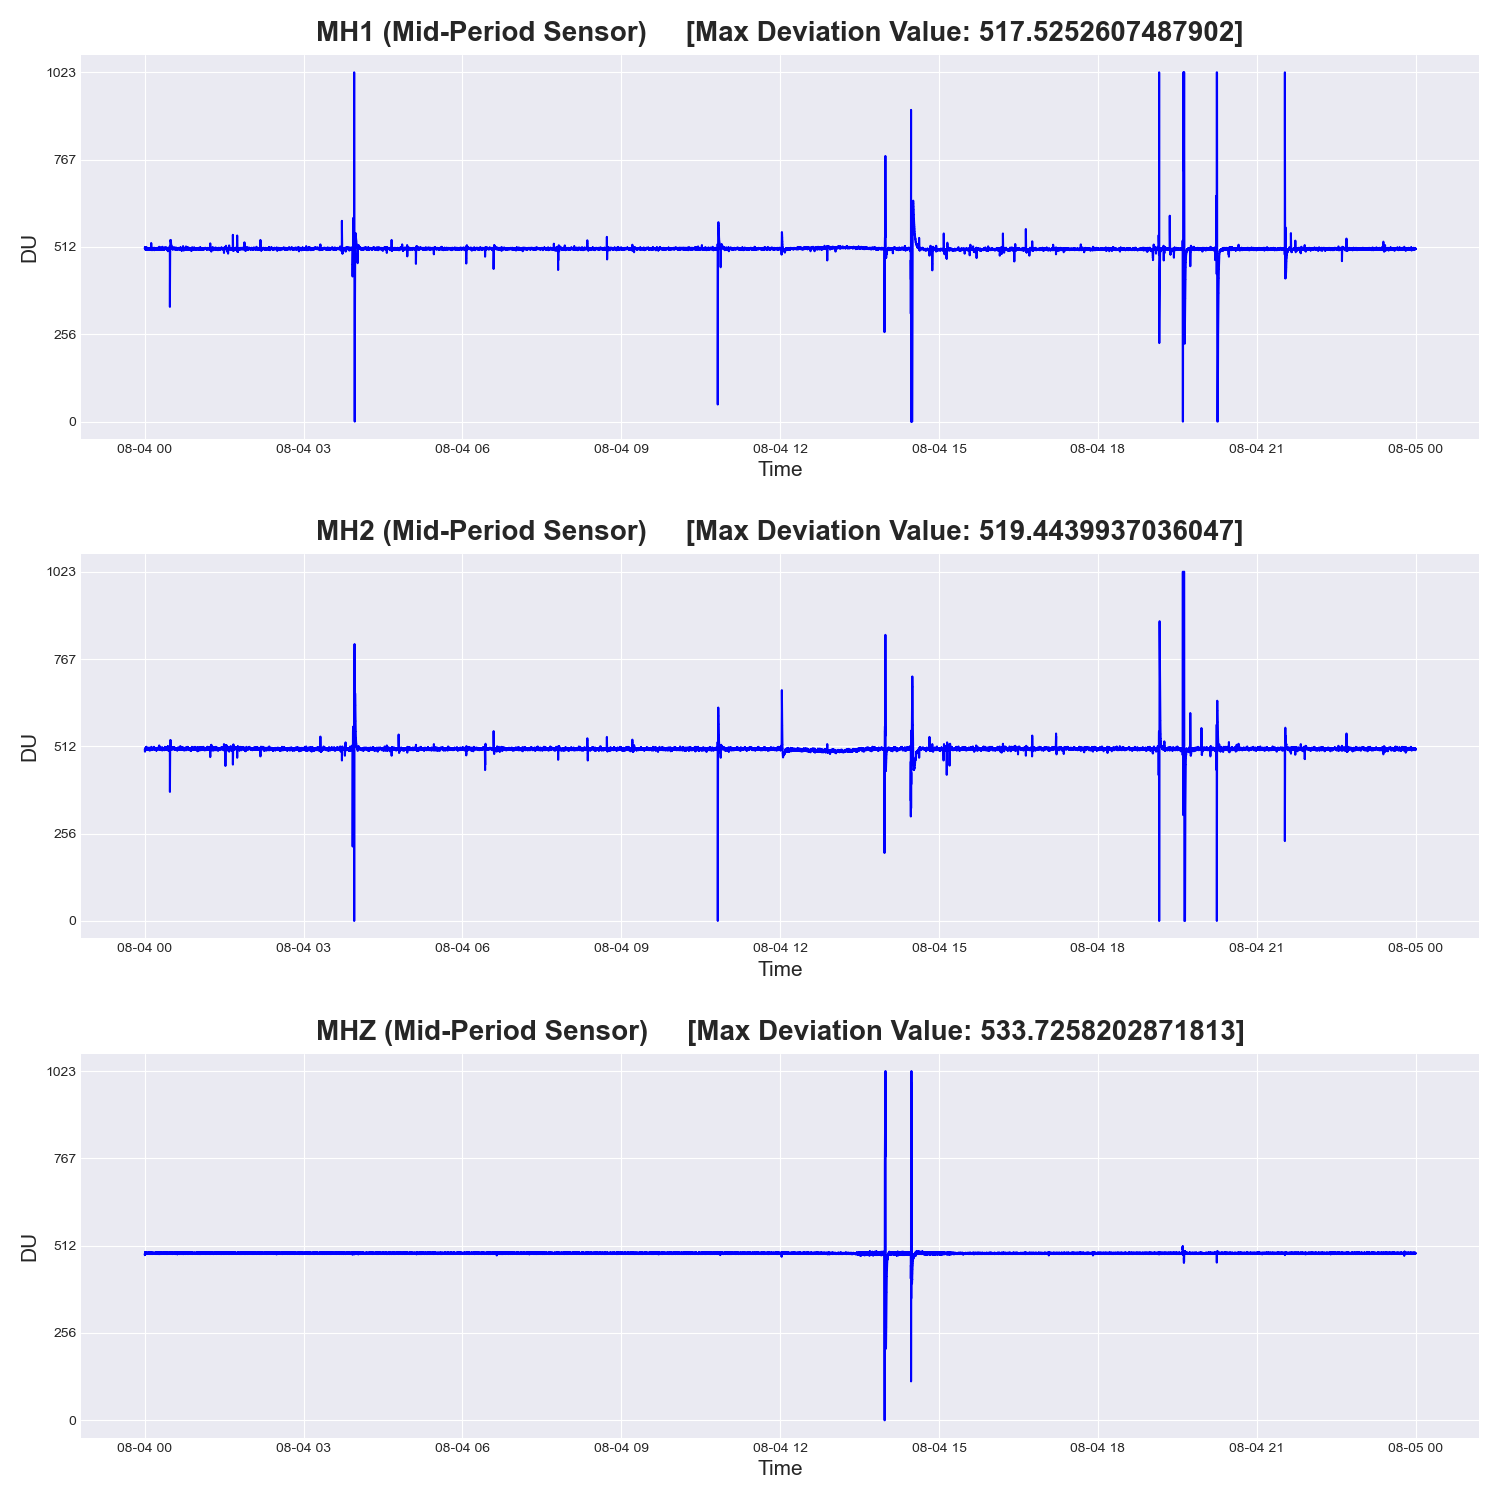 MH1 (Mid-Period Sensor) [Max Deviation Value: 517.5252607487902]
1023
767
512
256
0
DU
08-04 00 08-04 03 08-04 06 08-04 09 08-04 12 08-04 15 08-04 18 08-04 21 08-05 00
Time
MH2 (Mid-Period Sensor) [Max Deviation Value: 519.4439937036047]
1023
767
512
256
0
DU
08-04 00 08-04 03 08-04 06 08-04 09 08-04 12 08-04 15 08-04 18 08-04 21 08-05 00
Time
MHZ (Mid-Period Sensor) [Max Deviation Value: 533.7258202871813]
1023
767
512
256
0
DU
08-04 00 08-04 03 08-04 06 08-04 09 08-04 12 08-04 15 08-04 18 08-04 21 08-05 00
Time